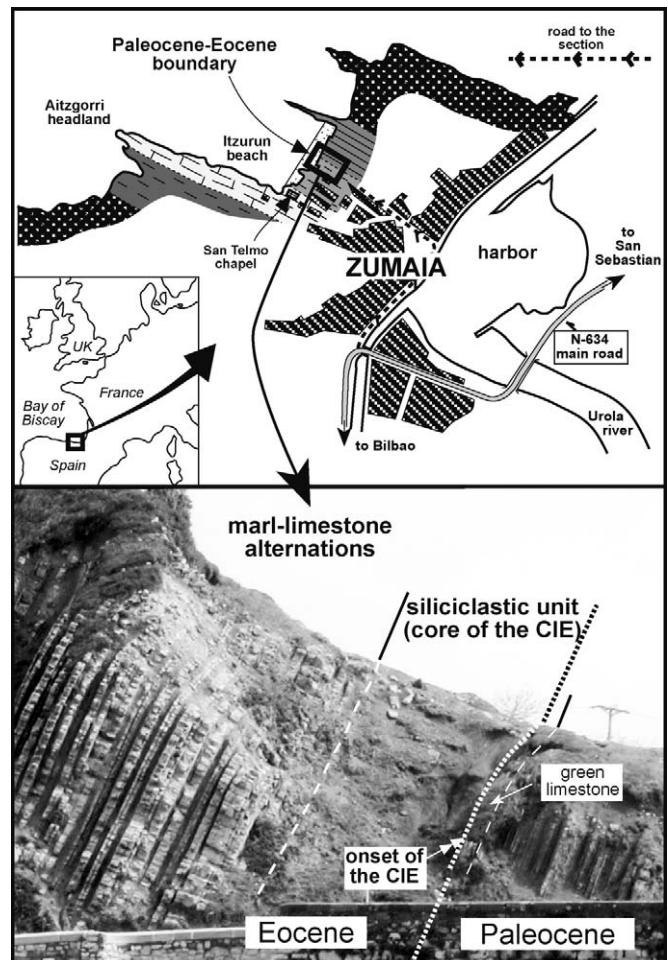 road to the
section
Paleocene-Eocene
boundary
Aitzgorri
headland
Itzurun
beach
San Telmo
chapel
ZUMAIA
harbor
to
San
Sebastian
N-634
main road
Urola
river
to Bilbao
UK
France
Bay of
Biscay
Spain
marl-limestone
alternations
siliciclastic unit
(core of the CIE)
green
limestone
onset of
the CIE
Eocene
Paleocene